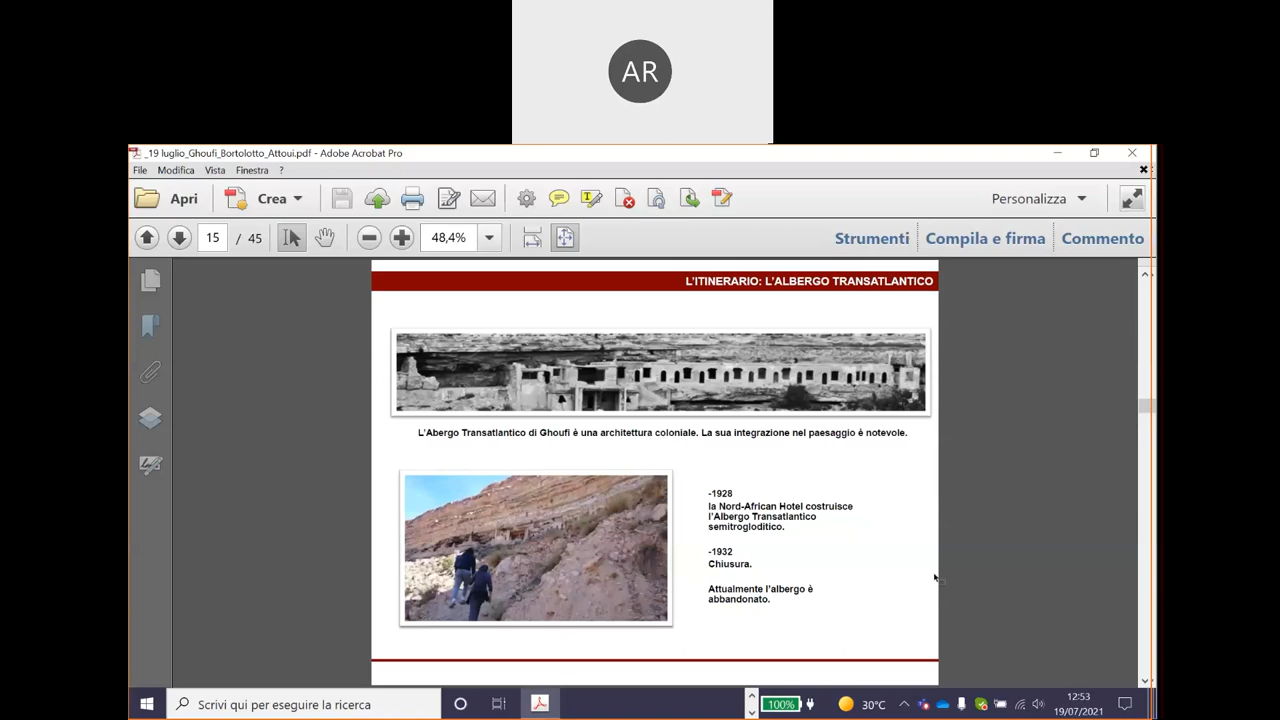 AR
_19 luglio_Ghoufi_Bortolotto_Attoui.pdf - Adobe Acrobat Pro
File Modifica Vista Finestra ?
Apri Crea Personalizza
15 / 45 48,4% Strumenti Compila e firma Commento
L'ITINERARIO: L'ALBERGO TRANSATLANTICO
L'Abergo Transatlantico di Ghoufi è una architettura coloniale. La sua integrazione nel paesaggio è notevole.
-1928
la Nord-African Hotel costruisce
l'Albergo Transatlantico
semitrogloditico.
-1932
Chiusura.
Attualmente l'albergo è
abbandonato.
Scrivi qui per eseguire la ricerca
100% 30°C
12:53
19/07/2021